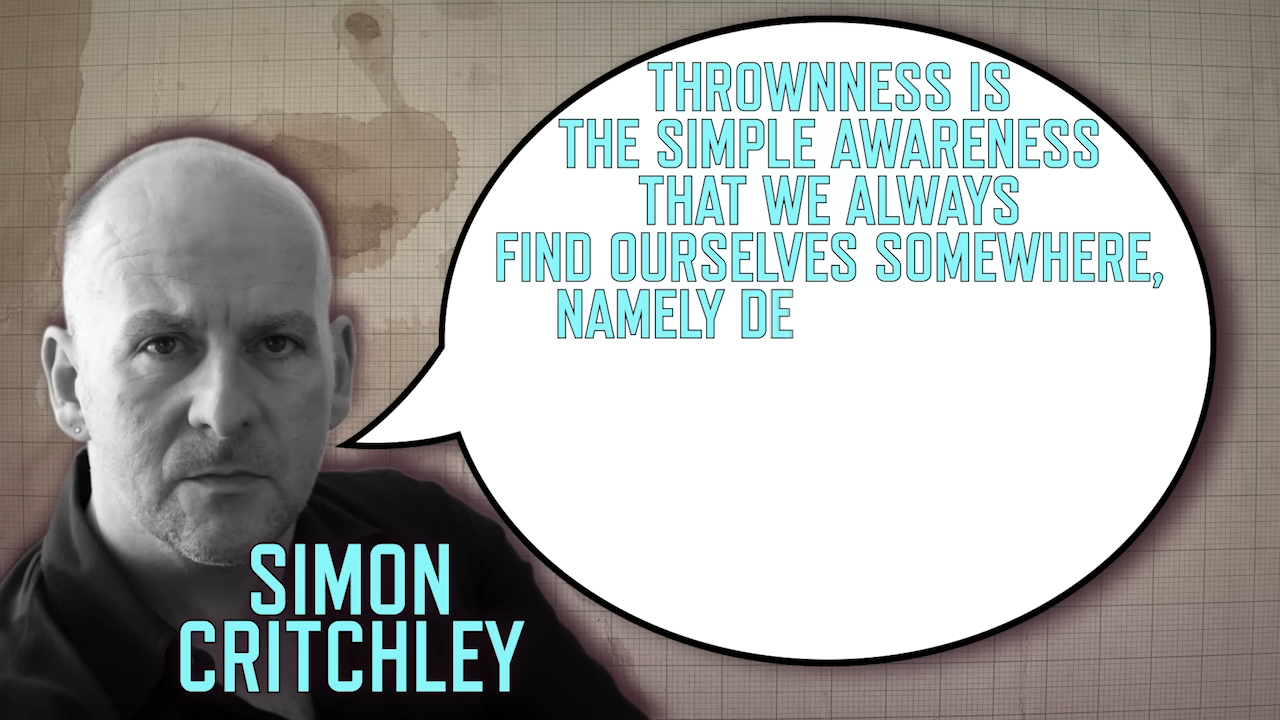 THROWNNESS IS
THE SIMPLE AWARENESS
THAT WE ALWAYS
FIND OURSELVES SOMEWHERE,
NAMELY DE
SIMON
CRITCHLEY